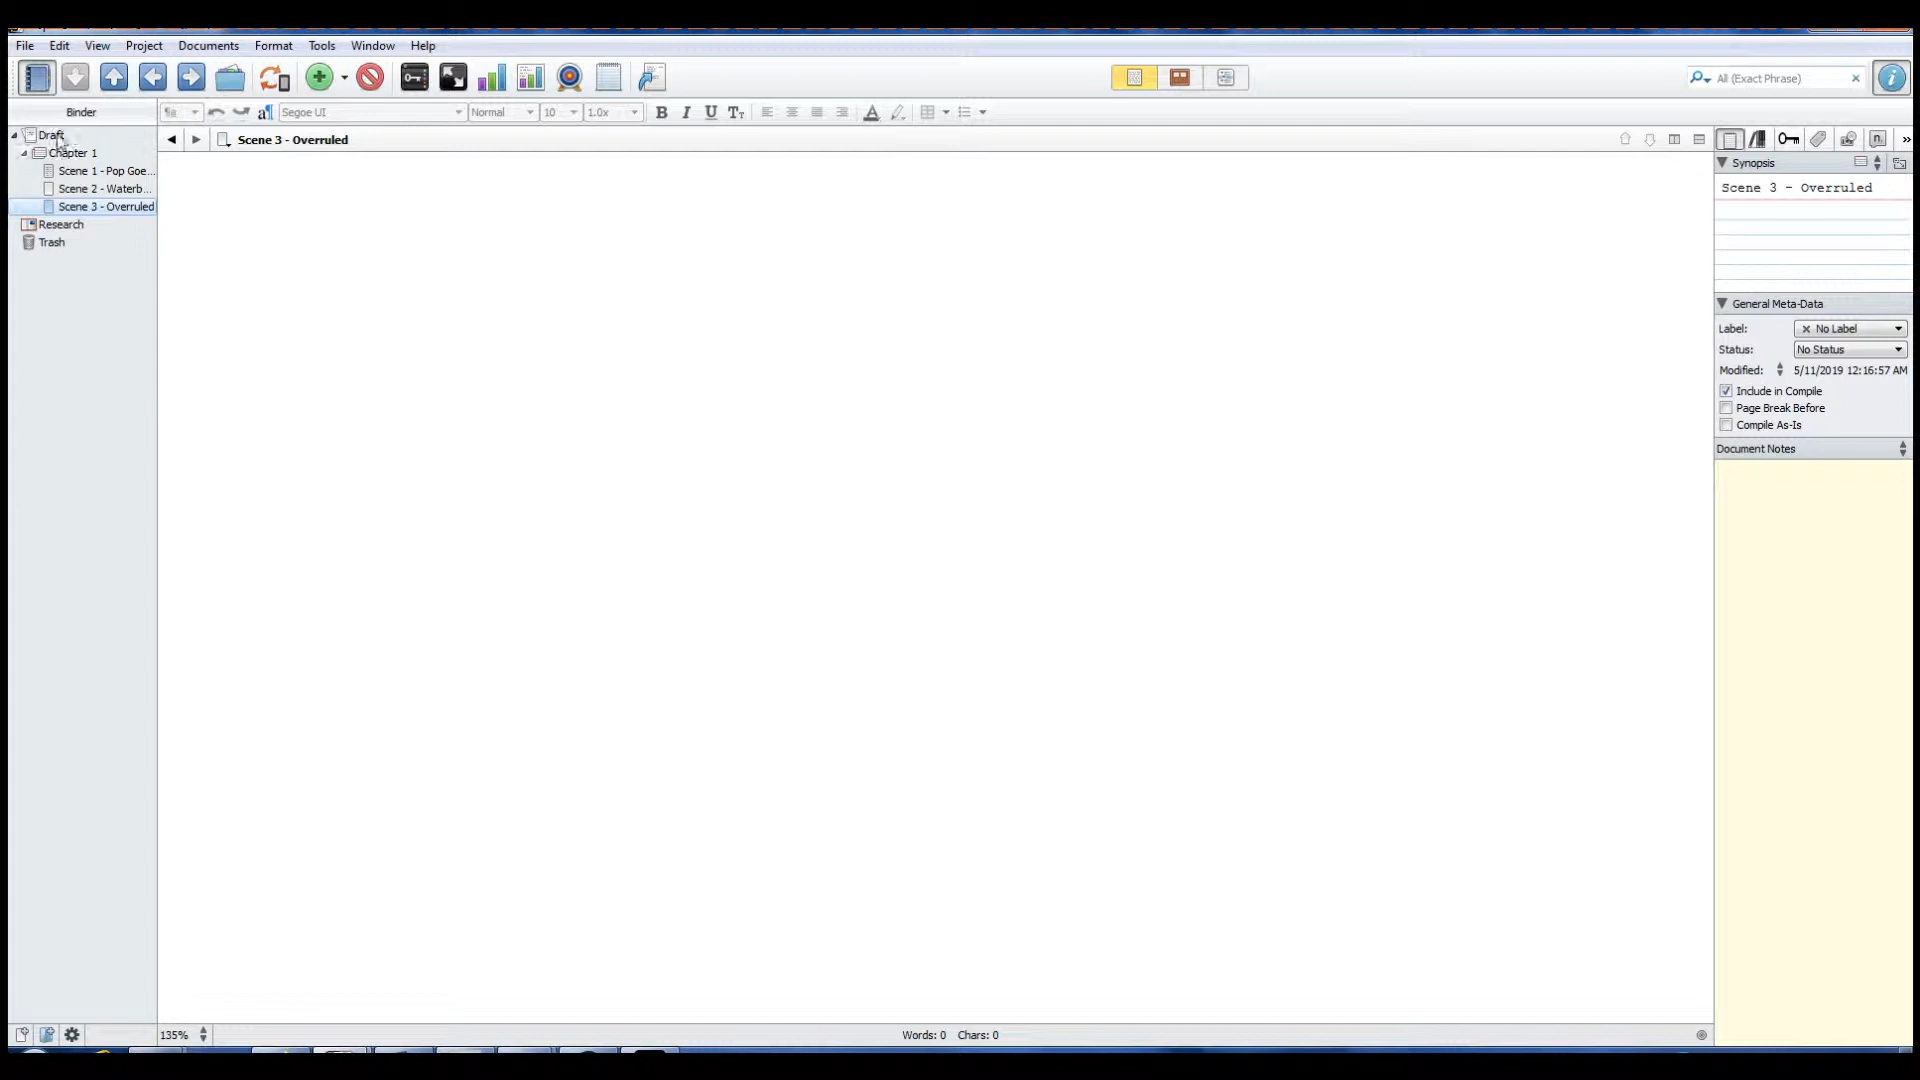 File Edit View Project Documents Format Tools Window Help
All (Exact Phrase)
Binder
Segoe UI Normal 10 1.0x B I U
Draft
Chapter 1
Scene 1 - Pop Goe...
Scene 2 - Waterb...
Scene 3 - Overruled
Research
Trash
Scene 3 - Overruled
Synopsis
Scene 3 - Overruled
General Meta-Data
Label: No Label
Status: No Status
Modified: 5/11/2019 12:16:57 AM
Include in Compile
Page Break Before
Compile As-Is
Document Notes
135%
Words: 0 Chars: 0